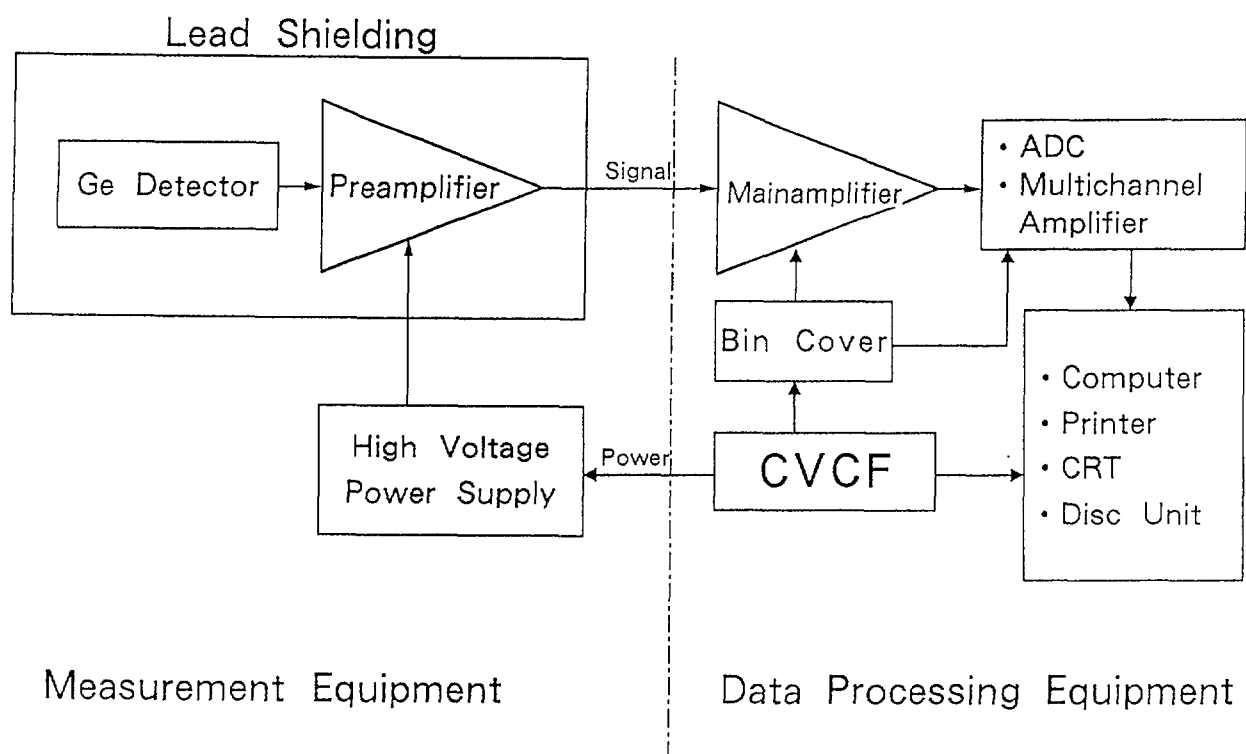 Lead Shielding
Ge Detector
Preamplifier
Signal
Mainamplifier
・ADC
・Multichannel
Amplifier
Bin Cover
・Computer
・Printer
・CRT
・Disc Unit
High Voltage
Power Supply
Power
CVCF
Measurement Equipment
Data Processing Equipment